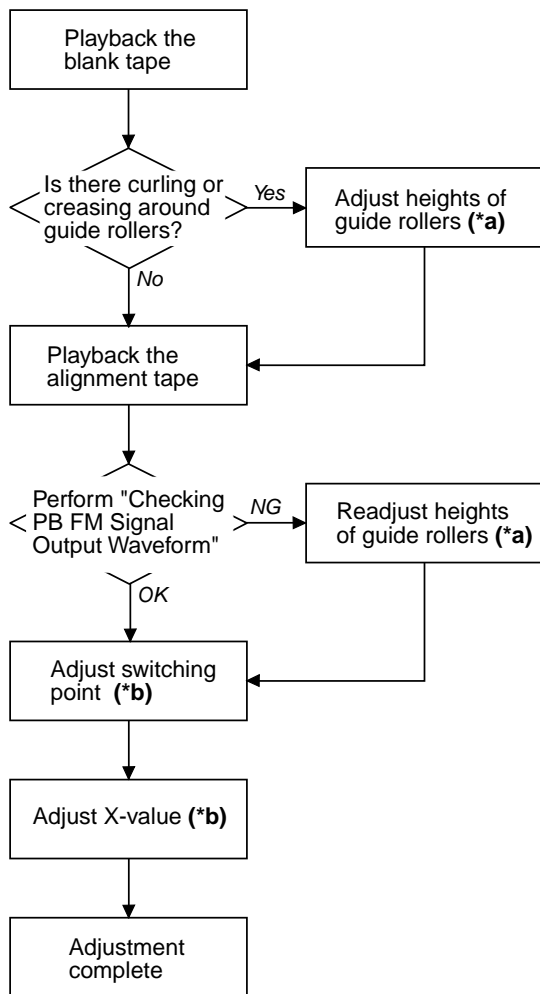 Playback the
blank tape
Is there curling or
creasing around
guide rollers?
Yes
Adjust heights of
guide rollers (*a)
No
Playback the
alignment tape
Perform "Checking
PB FM Signal
Output Waveform"
NG
Readjust heights
of guide rollers (*a)
OK
Adjust switching
point (*b)
Adjust X-value (*b)
Adjustment
complete